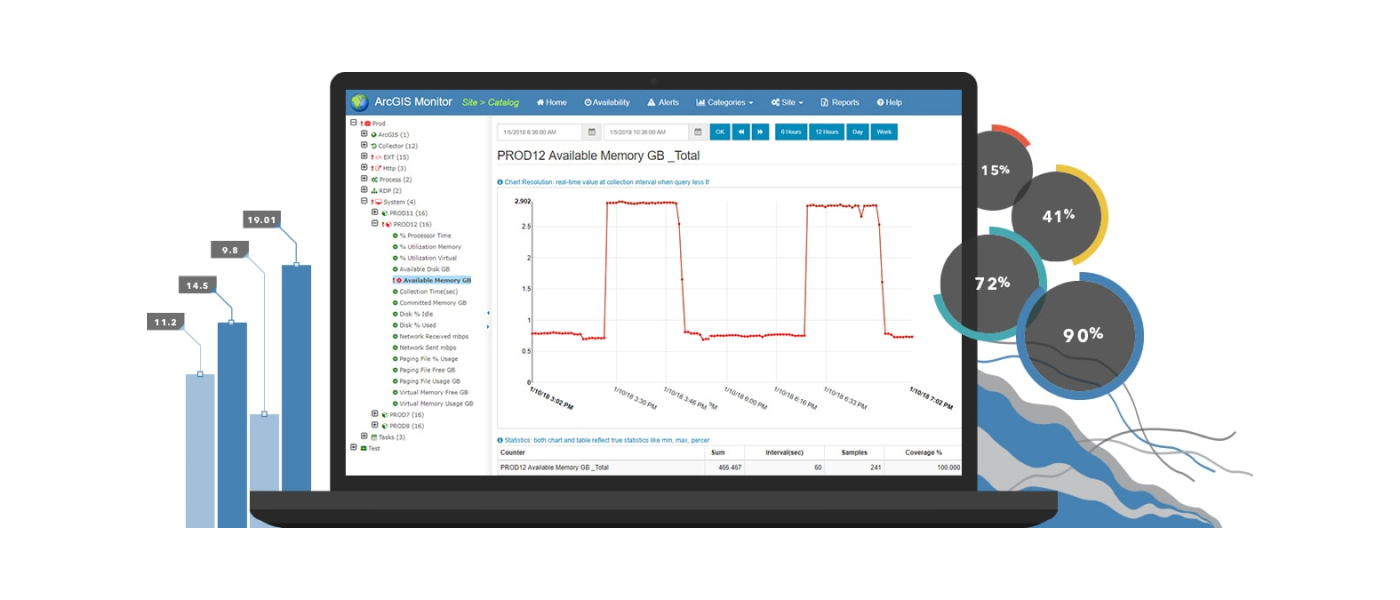 ArcGIS Monitor Site > Catalog Home Availability Alerts Categories Site Reports Help
Prod
ArcGIS (1)
Collector (12)
EXT (15)
Http (3)
Process (2)
RDP (2)
System (4)
PROD11 (16)
PROD12 (16)
% Processor Time
% Utilization Memory
% Utilization Virtual
Available Disk GB
Available Memory GB
Collection Time(sec)
Committed Memory GB
Disk % Idle
Disk % Used
Network Received mbps
Network Sent mbps
Paging File % Usage
Paging File Free GB
Paging File Usage GB
Virtual Memory Free GB
Virtual Memory Usage GB
PROD7 (16)
PROD8 (16)
Tasks (3)
Test
1/5/2018 6:36:00 AM 1/5/2018 10:36:00 AM OK 6 Hours 12 Hours Day Week
PROD12 Available Memory GB _Total
Chart Resolution: real-time value at collection interval when query less 8
2.902
2.5
2
1.5
1
0.5
0
1/10/18 3:02 PM
1/10/18 3:30 PM
1/10/18 3:46 PM
PM
1/10/18 6:00 PM
1/10/18 6:16 PM
1/10/18 6:33 PM
1/10/18 7:02 PM
Statistics: both chart and table reflect true statistics like min, max, percer
Counter Sum Interval(sec) Samples Coverage %
PROD12 Available Memory GB _Total 466.467 60 241 100.000
19.01
9.8
14.5
11.2
15%
41%
72%
90%